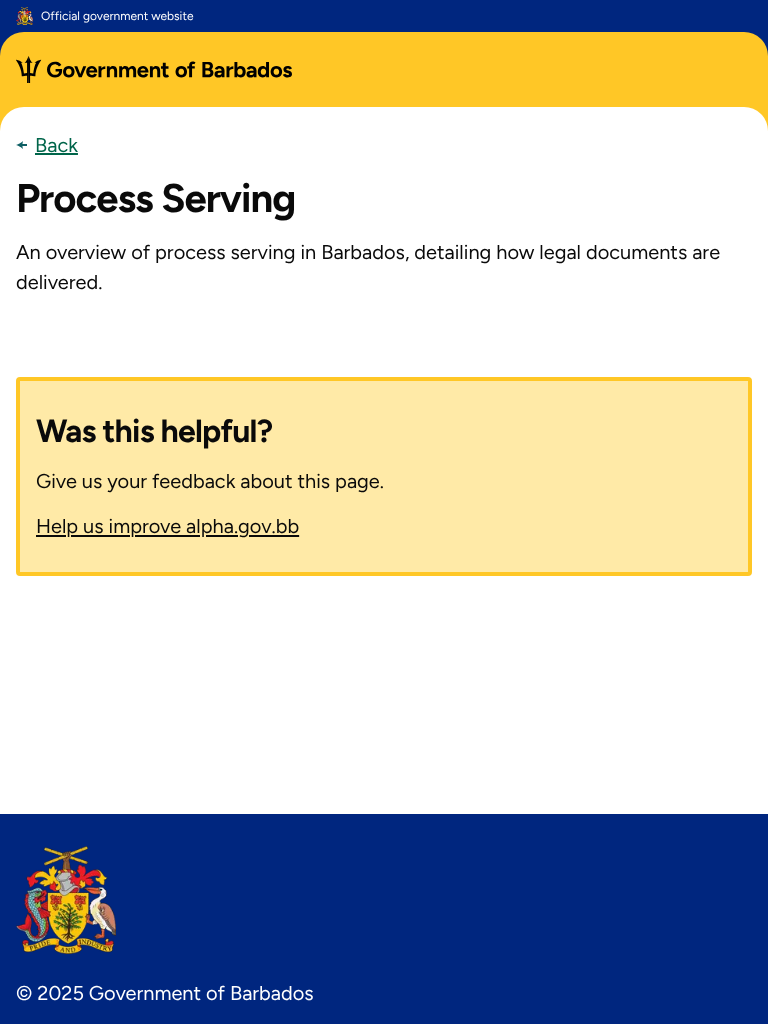 Official government website
Government of Barbados
Back
Process Serving
An overview of process serving in Barbados, detailing how legal documents are
delivered.
Was this helpful?
Give us your feedback about this page.
Help us improve alpha.gov.bb
PRIDE AND INDUSTRY
© 2025 Government of Barbados